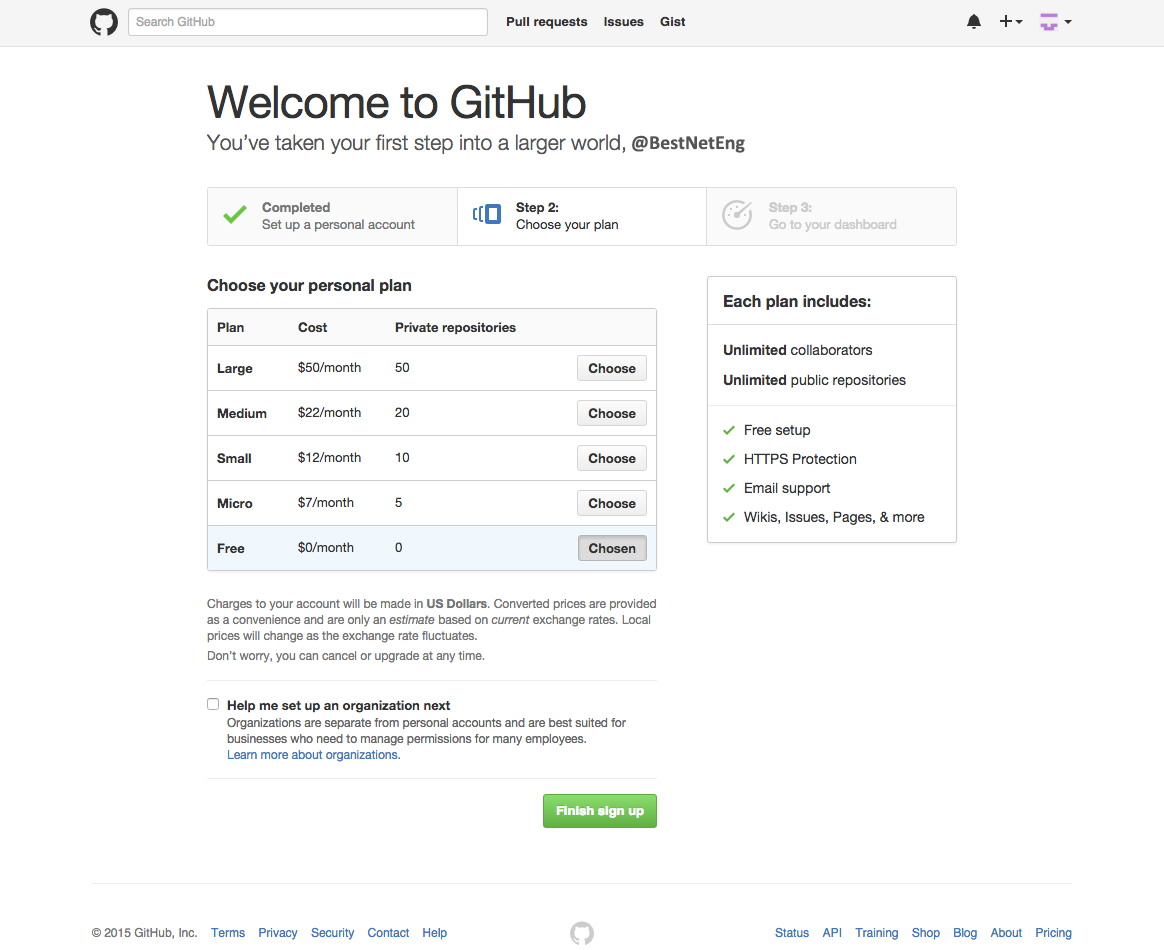 Search GitHub
Pull requests Issues Gist
Welcome to GitHub
You've taken your first step into a larger world, @BestNetEng
Completed
Set up a personal account
Step 2:
Choose your plan
Step 3:
Go to your dashboard
Choose your personal plan
Plan Cost Private repositories
Large $50/month 50 Choose
Medium $22/month 20 Choose
Small $12/month 10 Choose
Micro $7/month 5 Choose
Free $0/month 0 Chosen
Charges to your account will be made in US Dollars. Converted prices are provided
as a convenience and are only an estimate based on current exchange rates. Local
prices will change as the exchange rate fluctuates.
Don't worry, you can cancel or upgrade at any time.
Help me set up an organization next
Organizations are separate from personal accounts and are best suited for
businesses who need to manage permissions for many employees.
Learn more about organizations.
Finish sign up
Each plan includes:
Unlimited collaborators
Unlimited public repositories
Free setup
HTTPS Protection
Email support
Wikis, Issues, Pages, & more
© 2015 GitHub, Inc. Terms Privacy Security Contact Help
Status API Training Shop Blog About Pricing